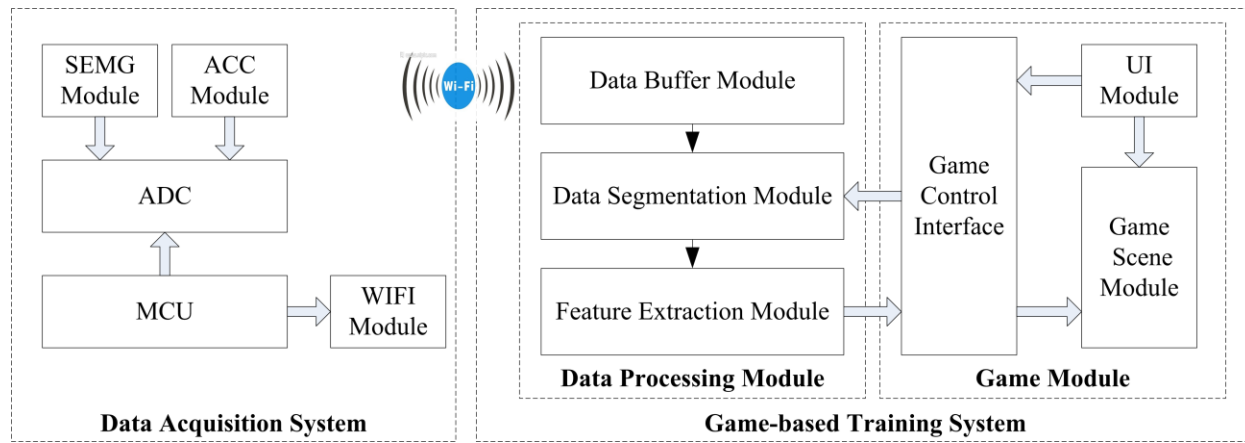 SEMG
Module
ACC
Module
ADC
MCU
WIFI
Module
Data Acquisition System
Wi-Fi
Data Buffer Module
Data Segmentation Module
Feature Extraction Module
Data Processing Module
Game
Control
Interface
UI
Module
Game
Scene
Module
Game Module
Game-based Training System